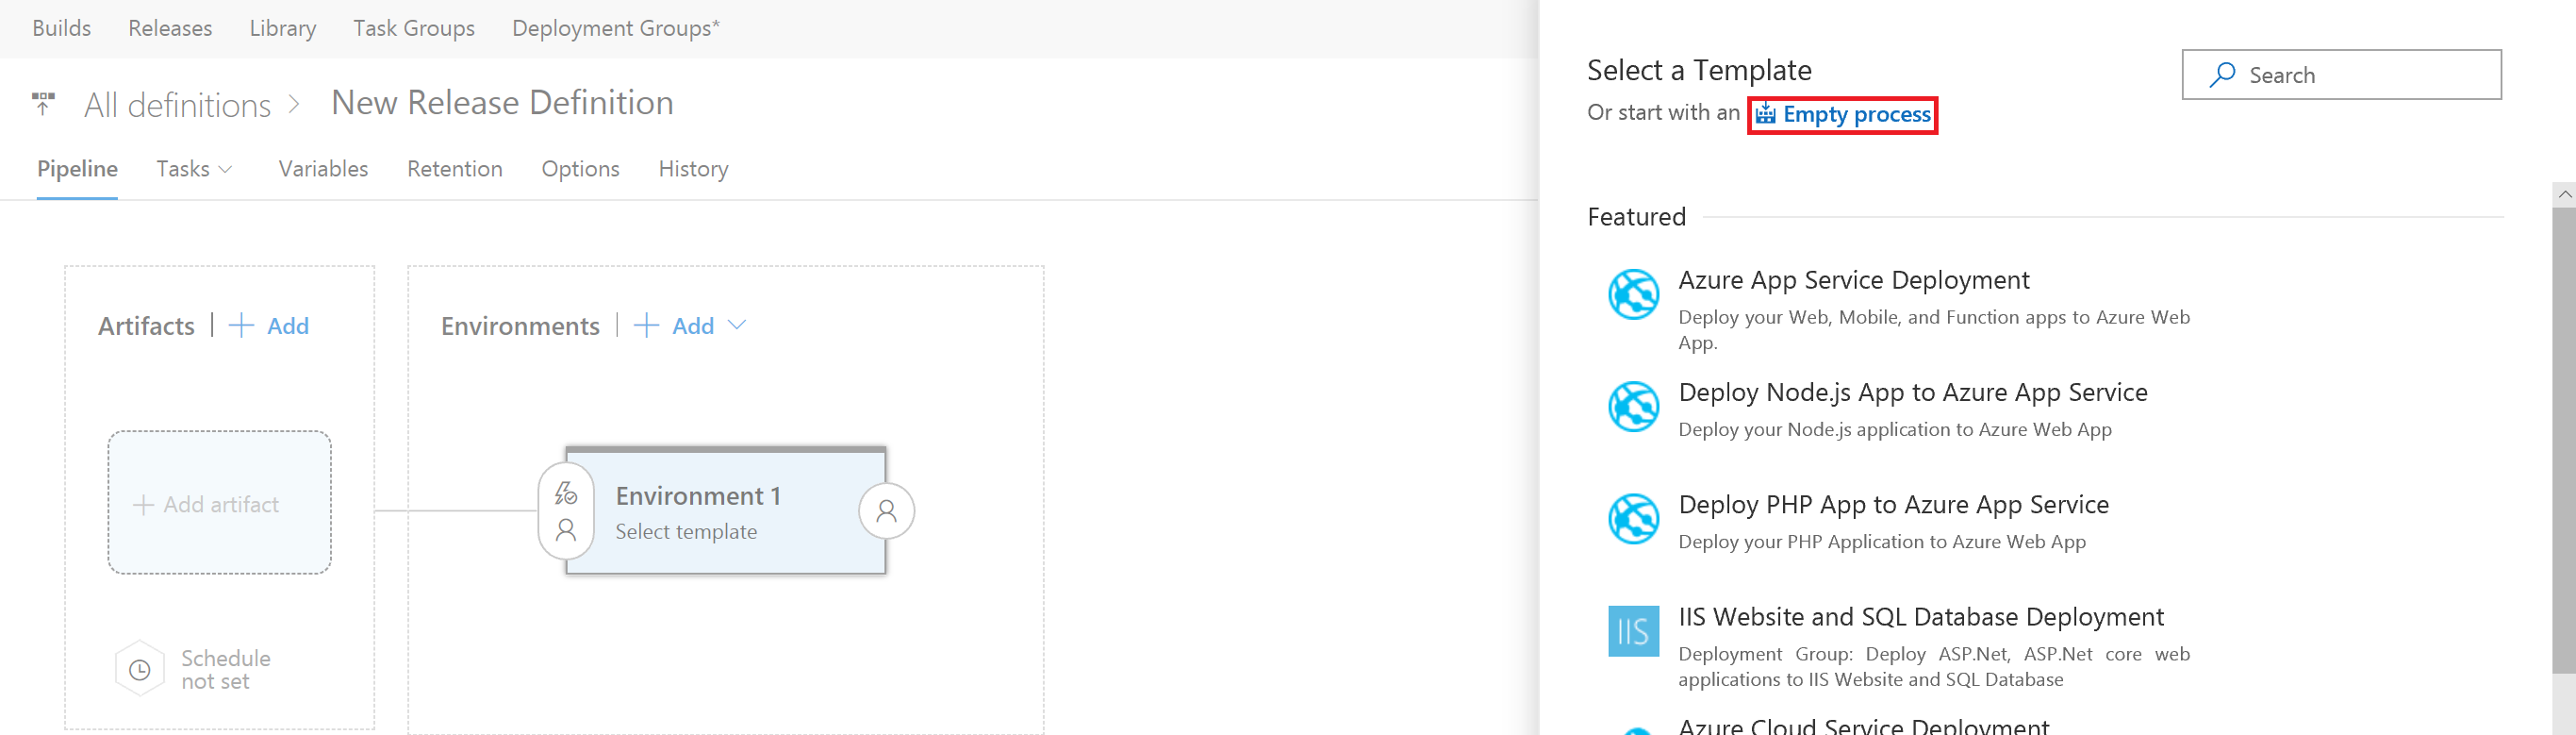 Builds Releases Library Task Groups Deployment Groups*
All definitions > New Release Definition
Pipeline Tasks Variables Retention Options History
Artifacts | + Add
Environments | + Add
+ Add artifact
Environment 1
Select template
Schedule
not set
Select a Template
Search
Or start with an Empty process
Featured
Azure App Service Deployment
Deploy your Web, Mobile, and Function apps to Azure Web
App.
Deploy Node.js App to Azure App Service
Deploy your Node.js application to Azure Web App
Deploy PHP App to Azure App Service
Deploy your PHP Application to Azure Web App
IIS
IIS Website and SQL Database Deployment
Deployment Group: Deploy ASP.Net, ASP.Net core web
applications to IIS Website and SQL Database
Azure Cloud Service Deployment